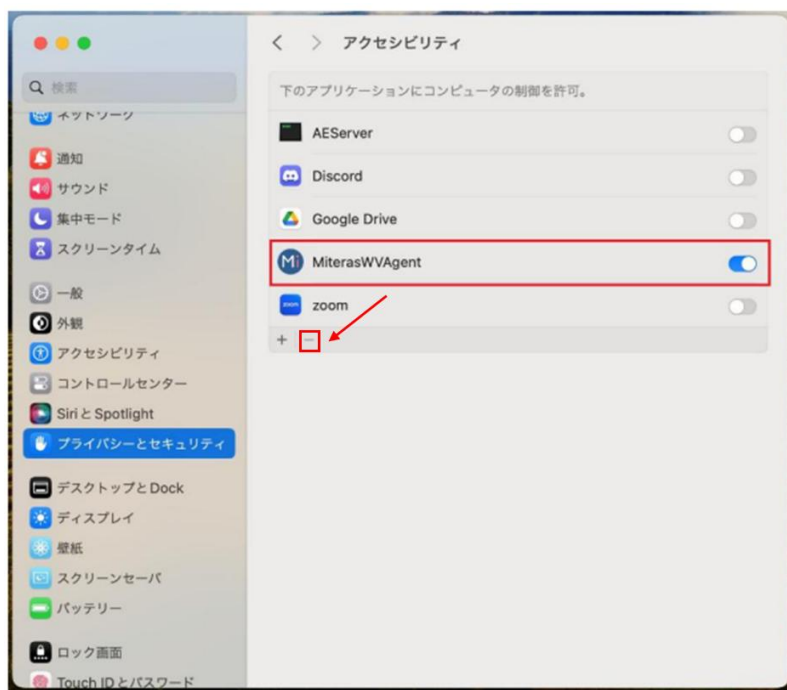 アクセシビリティ
検索
ネットワーク
通知
サウンド
集中モード
スクリーンタイム
一般
外観
アクセシビリティ
コントロールセンター
Siri と Spotlight
プライバシーとセキュリティ
デスクトップと Dock
ディスプレイ
壁紙
スクリーンセーバ
バッテリー
ロック画面
Touch ID とパスワード
下のアプリケーションにコンピュータの制御を許可。
AEServer
Discord
Google Drive
Mi MiterasWVAgent
zoom zoom